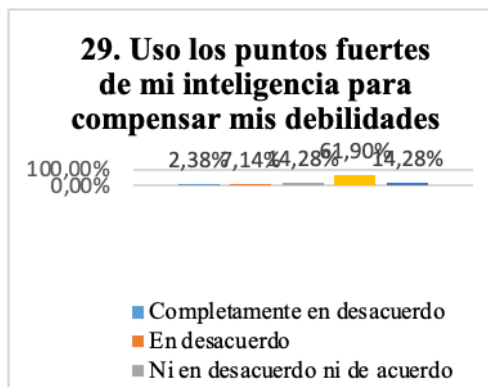 29. Uso los puntos fuertes
de mi inteligencia para
compensar mis debilidades
2,38% 7,14% 14,28% 61,90% 14,28%
100,00%
0,00%
Completamente en desacuerdo
En desacuerdo
Ni en desacuerdo ni de acuerdo